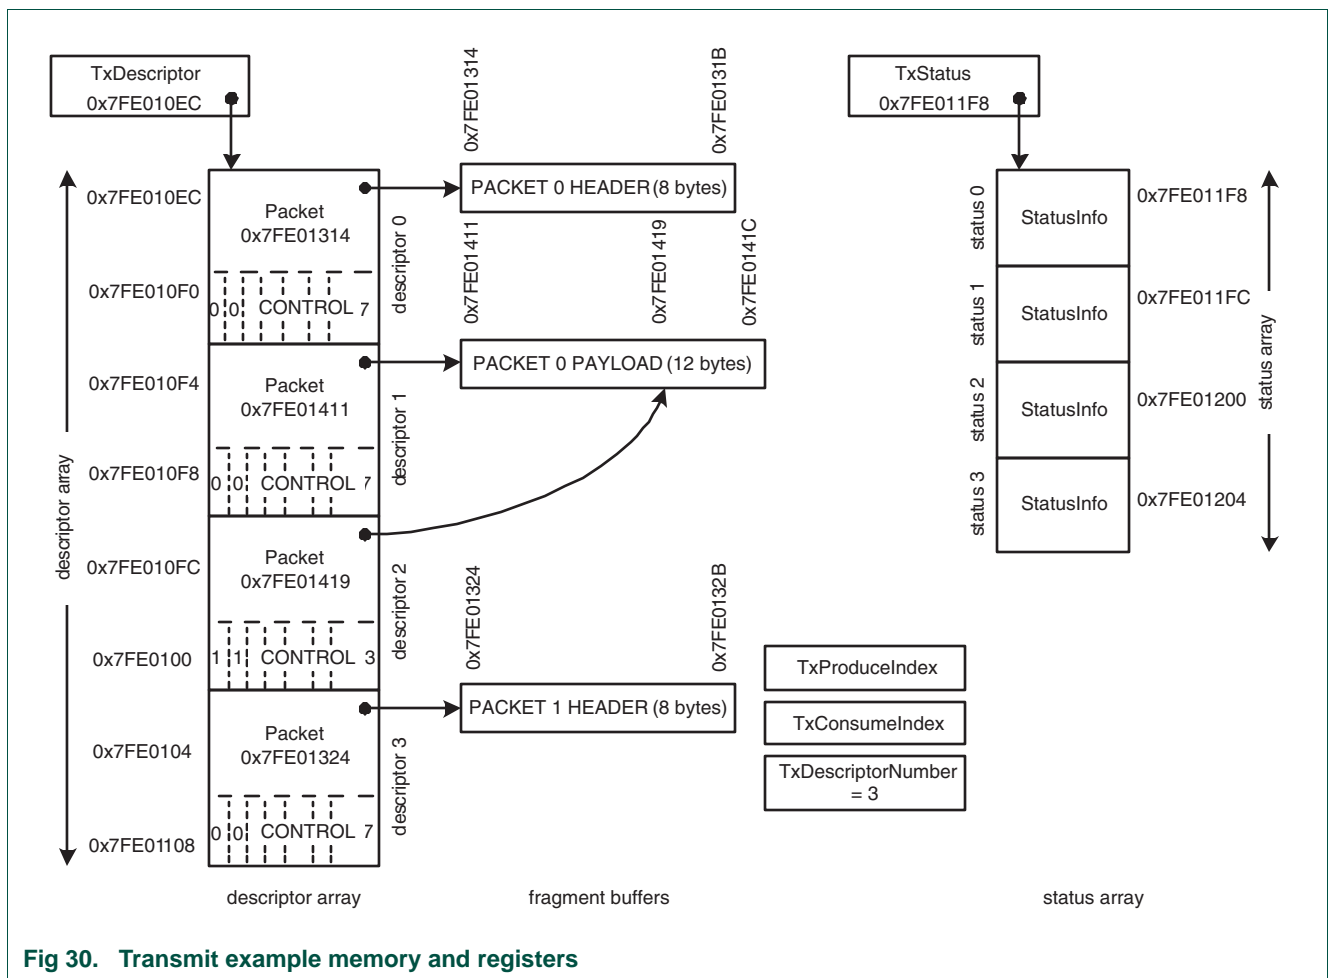 TxDescriptor
0x7FE010EC
TxStatus
0x7FE011F8
0x7FE01314
0x7FE0131B
0x7FE010EC
Packet
0x7FE01314
descriptor 0
PACKET 0 HEADER (8 bytes)
0x7FE010F0
0 0 CONTROL 7
0x7FE01411
0x7FE01419
0x7FE0141C
0x7FE010F4
Packet
0x7FE01411
descriptor 1
PACKET 0 PAYLOAD (12 bytes)
0x7FE010F8
0 0 CONTROL 7
0x7FE010FC
Packet
0x7FE01419
descriptor 2
0x7FE0100
1 1 CONTROL 3
0x7FE01324
0x7FE0132B
0x7FE0104
Packet
0x7FE01324
descriptor 3
PACKET 1 HEADER (8 bytes)
0x7FE01108
0 0 CONTROL 7
descriptor array
status 0
StatusInfo
0x7FE011F8
status 1
StatusInfo
0x7FE011FC
status 2
StatusInfo
0x7FE01200
status 3
StatusInfo
0x7FE01204
status array
TxProduceIndex
TxConsumeIndex
TxDescriptorNumber
= 3
descriptor array
fragment buffers
status array
Fig 30. Transmit example memory and registers